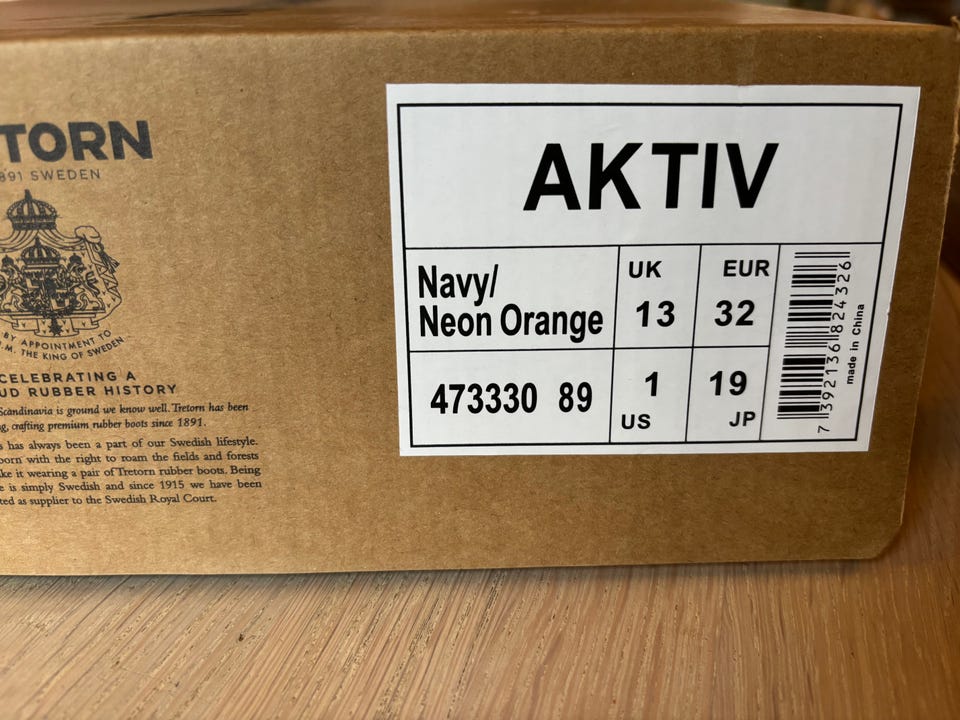 TORN
891 SWEDEN
BY APPOINTMENT TO
.M. THE KING OF SWEDEN
CELEBRATING A
UD RUBBER HISTORY
Scandinavia is ground we know well. Tretorn has been
g, crafting premium rubber boots since 1891.
s has always been a part of our Swedish lifestyle.
born with the right to roam the fields and forests
ke it wearing a pair of Tretorn rubber boots. Being
e is simply Swedish and since 1915 we have been
ted as supplier to the Swedish Royal Court.
AKTIV
Navy/
Neon Orange
UK
13
EUR
32
473330 89
1
US
19
JP
7392136824326
made in China